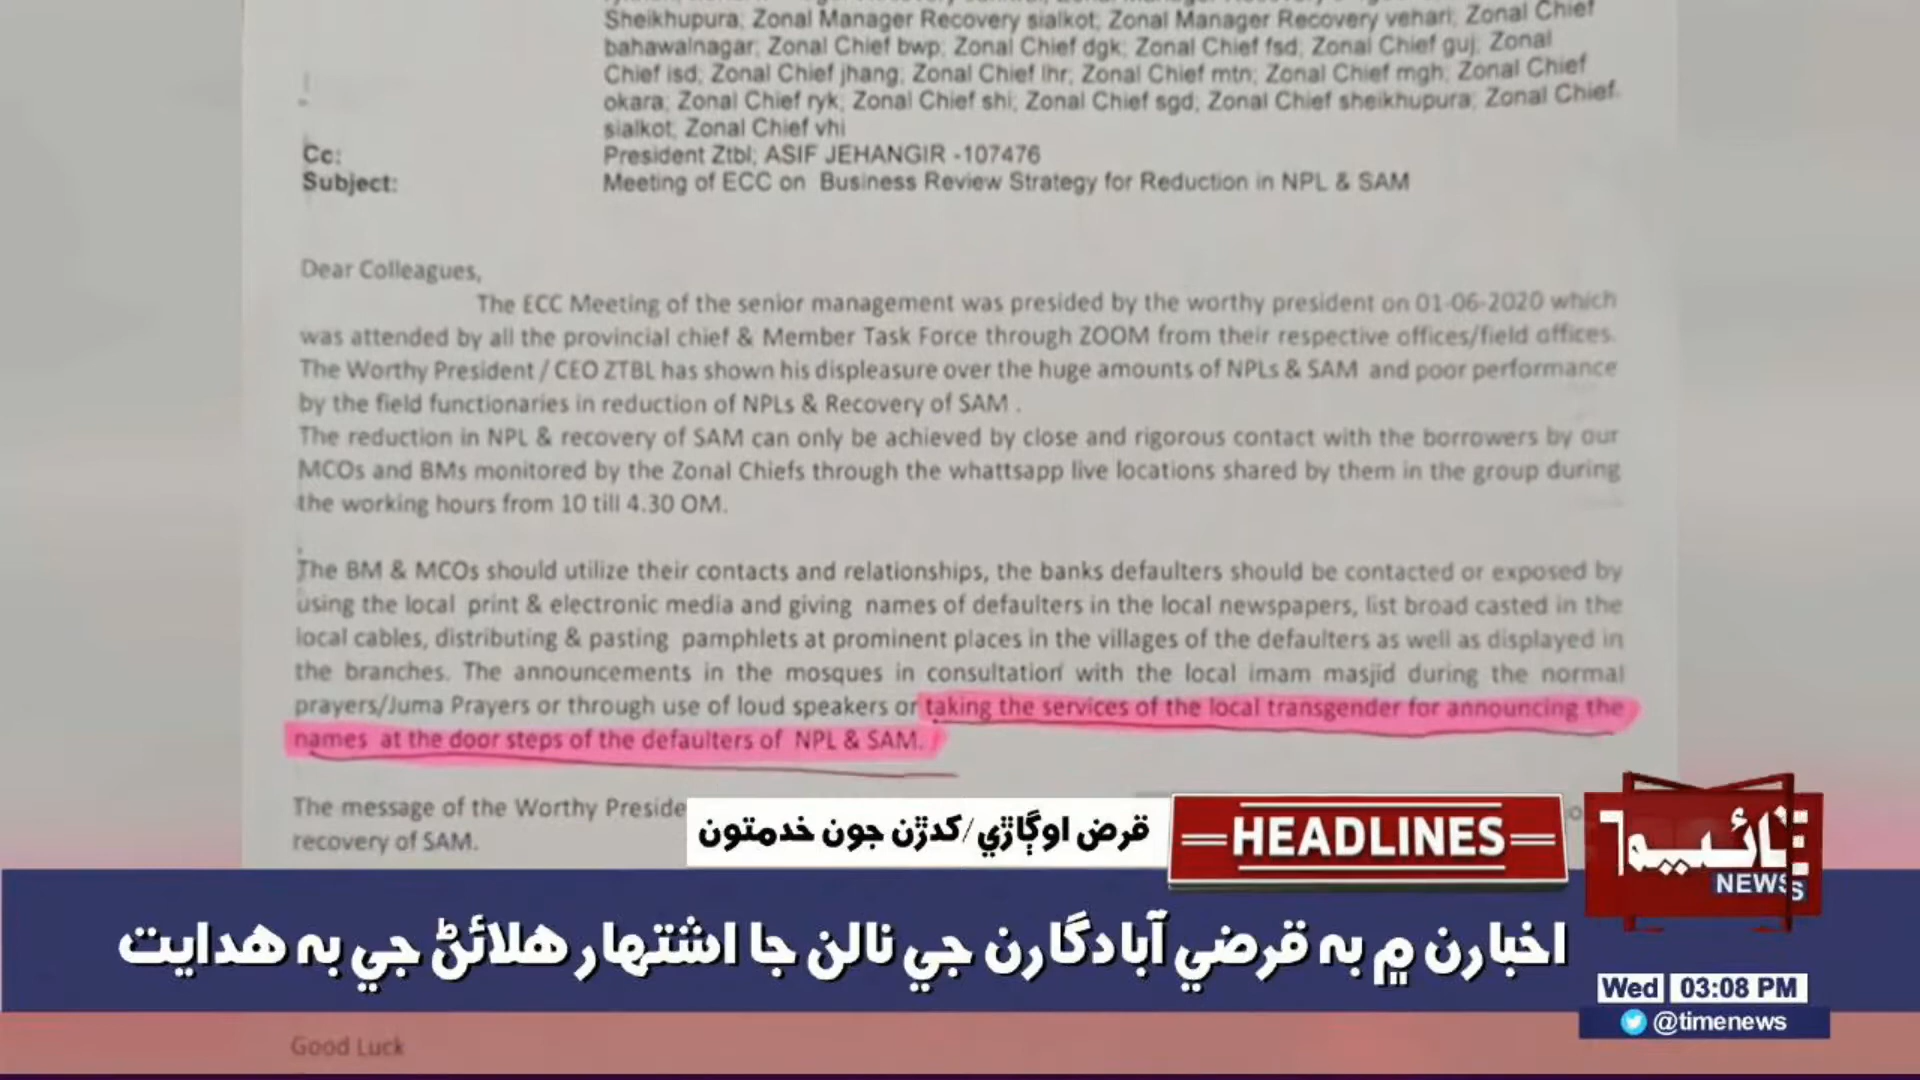 Sheikhupura; Zonal Manager Recovery sialkot; Zonal Manager Recovery vehari; Zonal Chief
bahawalnagar; Zonal Chief bwp; Zonal Chief dgk; Zonal Chief fsd; Zonal Chief guj; Zonal
Chief isd; Zonal Chief jhang; Zonal Chief lhr; Zonal Chief mtn; Zonal Chief mgh; Zonal Chief
okara; Zonal Chief ryk; Zonal Chief shi; Zonal Chief sgd; Zonal Chief sheikhupura; Zonal Chief
sialkot; Zonal Chief vhi
Cc: President Ztbl; ASIF JEHANGIR -107476
Subject: Meeting of ECC on Business Review Strategy for Reduction in NPL & SAM
Dear Colleagues,
The ECC Meeting of the senior management was presided by the worthy president on 01-06-2020 which
was attended by all the provincial chief & Member Task Force through ZOOM from their respective offices/field offices.
The Worthy President / CEO ZTBL has shown his displeasure over the huge amounts of NPLs & SAM and poor performance
by the field functionaries in reduction of NPLs & Recovery of SAM .
The reduction in NPL & recovery of SAM can only be achieved by close and rigorous contact with the borrowers by our
MCOs and BMs monitored by the Zonal Chiefs through the whattsapp live locations shared by them in the group during
the working hours from 10 till 4.30 OM.
The BM & MCOs should utilize their contacts and relationships, the banks defaulters should be contacted or exposed by
using the local print & electronic media and giving names of defaulters in the local newspapers, list broad casted in the
local cables, distributing & pasting pamphlets at prominent places in the villages of the defaulters as well as displayed in
the branches. The announcements in the mosques in consultation with the local imam masjid during the normal
prayers/Juma Prayers or through use of loud speakers or taking the services of the local transgender for announcing the
names at the door steps of the defaulters of NPL & SAM.
The message of the Worthy Preside
recovery of SAM.
قرض اوڳاڙي/کدڙن جون خدمتون
HEADLINES
ٽائيم
NEWS
اخبارن ۾ به قرضي آبادگارن جي نالن جا اشتهار هلائڻ جي به هدايت
Wed 03:08 PM
@timenews
Good Luck